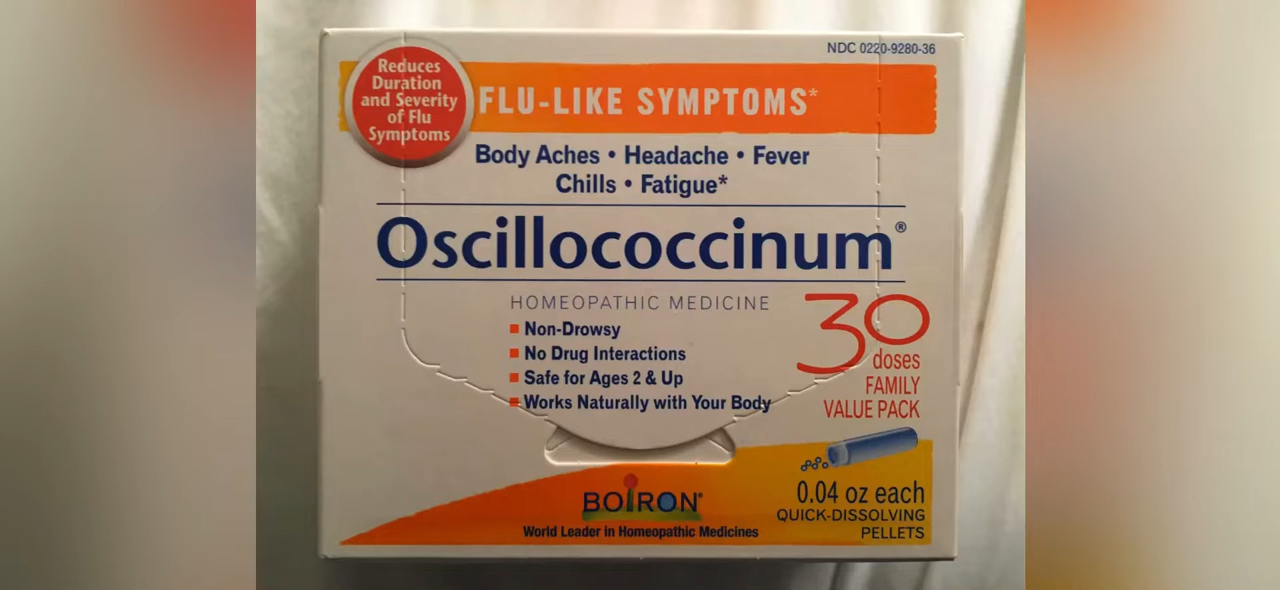 NDC 0220-9280-36
Reduces
Duration
and Severity
of Flu
Symptoms
FLU-LIKE SYMPTOMS*
Body Aches • Headache • Fever
Chills • Fatigue*
Oscillococcinum®
HOMEOPATHIC MEDICINE
Non-Drowsy
No Drug Interactions
Safe for Ages 2 & Up
Works Naturally with Your Body
30
doses
FAMILY
VALUE PACK
BOIRON®
World Leader in Homeopathic Medicines
0.04 oz each
QUICK-DISSOLVING
PELLETS